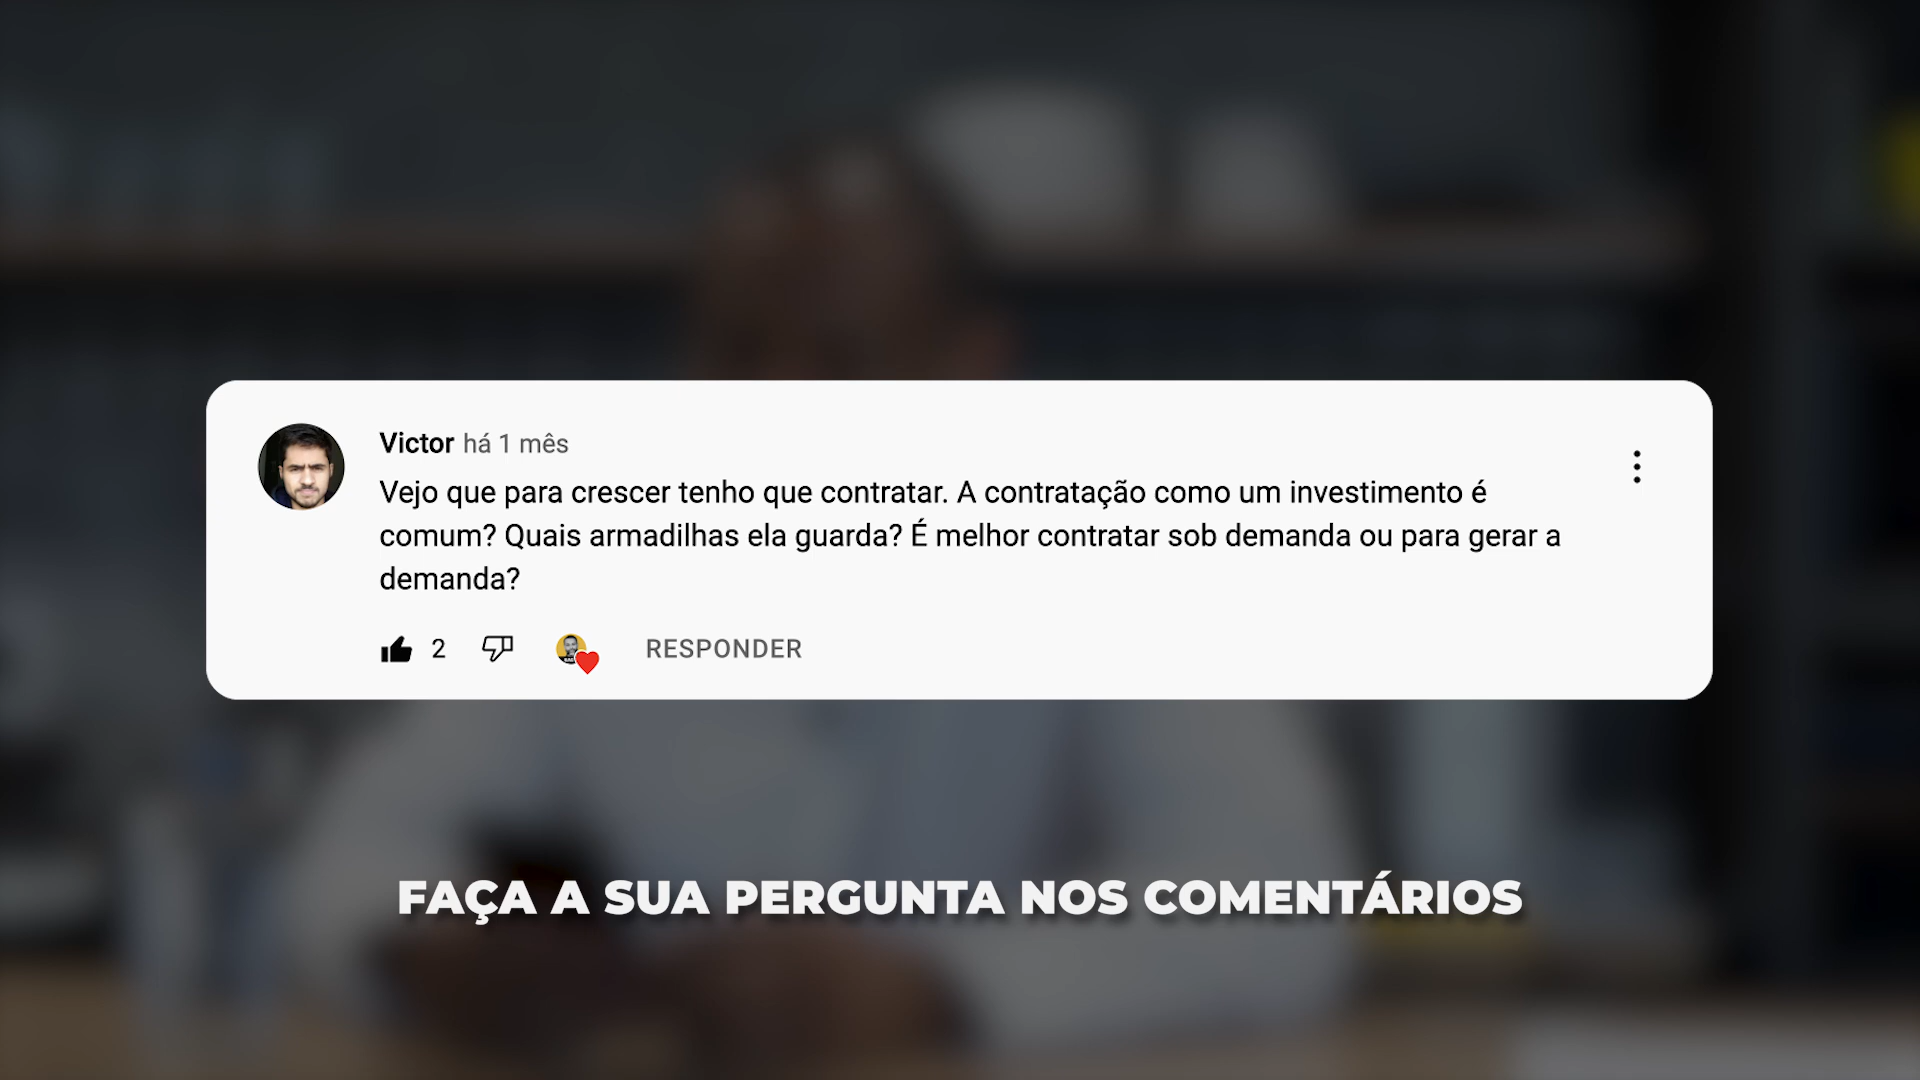 Victor há 1 mês
Vejo que para crescer tenho que contratar. A contratação como um investimento é
comum? Quais armadilhas ela guarda? É melhor contratar sob demanda ou para gerar a
demanda?
2 RESPONDER
FAÇA A SUA PERGUNTA NOS COMENTÁRIOS